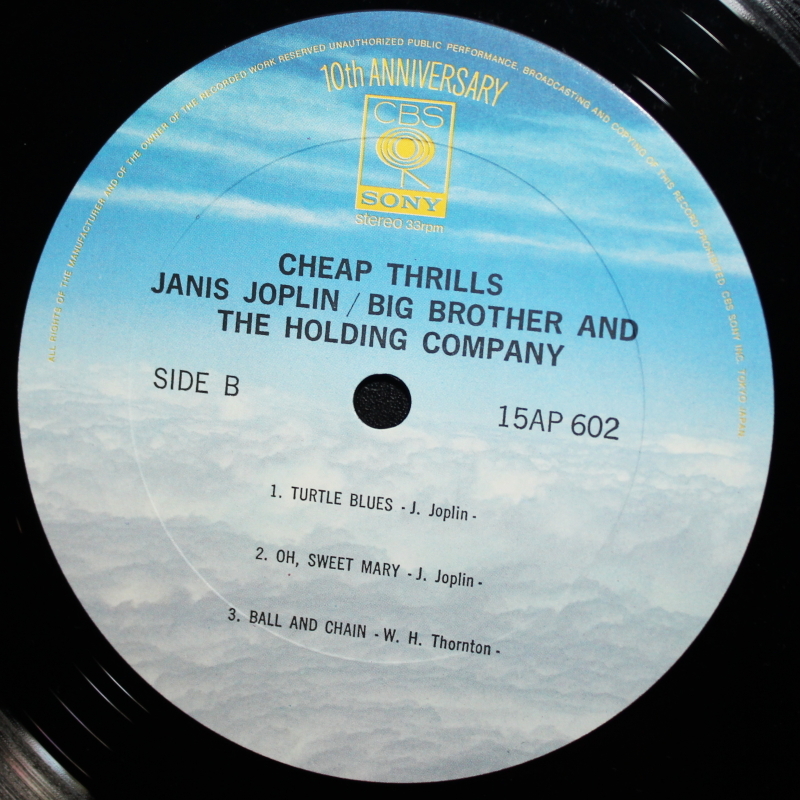 ALL RIGHTS OF THE MANUFACTURER AND OF THE OWNER OF THE RECORDED WORK RESERVED UNAUTHORIZED PUBLIC PERFORMANCE, BROADCASTING AND COPYING OF THIS RECORD PROHIBITED CBS SONY INC. TOKYO JAPAN
10th ANNIVERSARY
CBS
SONY
stereo 33rpm
CHEAP THRILLS
JANIS JOPLIN / BIG BROTHER AND
THE HOLDING COMPANY
SIDE B
15AP 602
1. TURTLE BLUES - J. Joplin -
2. OH, SWEET MARY - J. Joplin -
3. BALL AND CHAIN - W. H. Thornton -